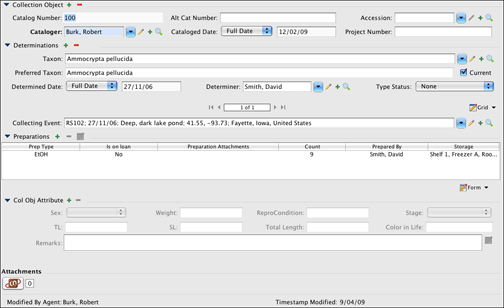 Collection Object
Catalog Number: 100 Alt Cat Number: Accession:
Cataloger: Burk, Robert Cataloged Date: Full Date 12/02/09 Project Number:
Determinations
Taxon: Ammocrypta pellucida
Preferred Taxon: Ammocrypta pellucida Current
Determined Date: Full Date 27/11/06 Determiner: Smith, David Type Status: None
1 of 1 Grid
Collecting Event: RS102; 27/11/06; Deep, dark lake pond; 41.55, -93.73; Fayette, Iowa, United States
Preparations
Prep Type Is on loan Preparation Attachments Count Prepared By Storage
EtOH No 9 Smith, David Shelf 1, Freezer A, Roo...
Form
Col Obj Attribute
Sex: Weight: ReproCondition: Stage:
TL: SL: Total Length: Color in Life:
Remarks:
Attachments
0
Modified By Agent: Burk, Robert Timestamp Modified: 9/04/09